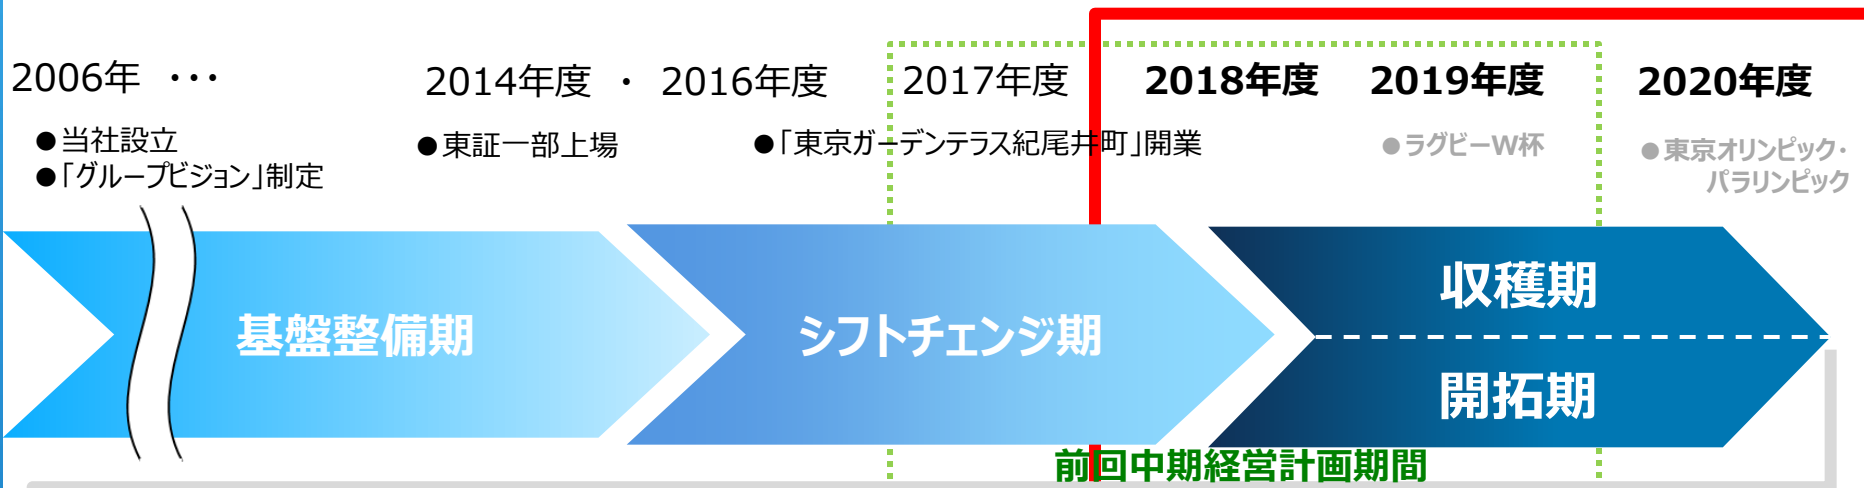 2006年 ・・・ 2014年度 ・ 2016年度 2017年度 2018年度 2019年度 2020年度
●当社設立
●「グループビジョン」制定
●東証一部上場
●「東京ガーデンテラス紀尾井町」開業
●ラグビーW杯
●東京オリンピック・
パラリンピック
基盤整備期
シフトチェンジ期
収穫期
開拓期
前回中期経営計画期間